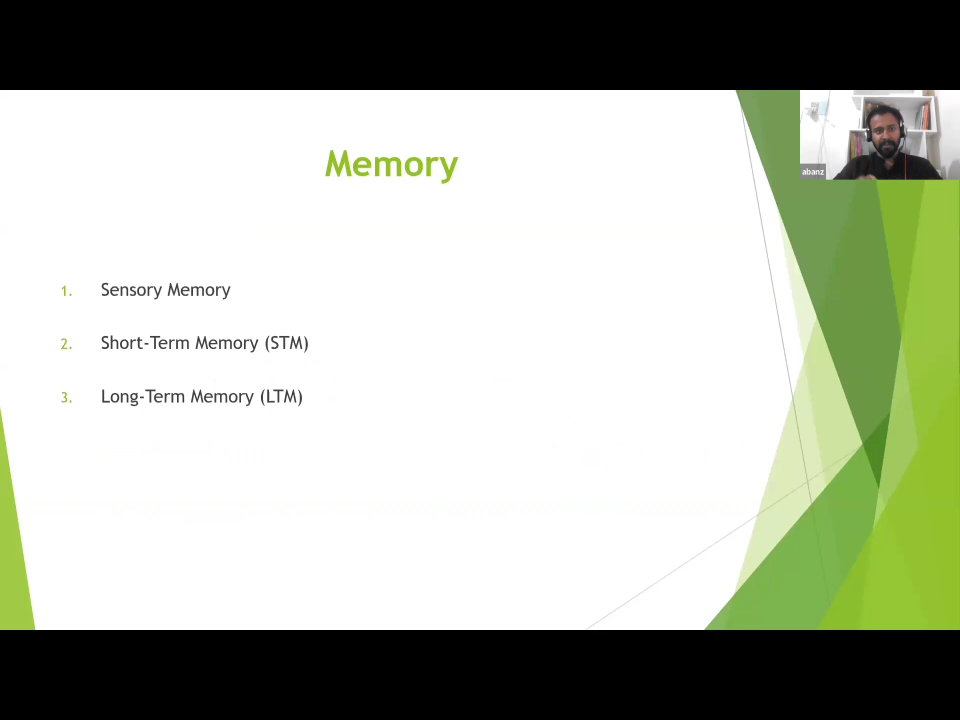 Memory
abanz
1. Sensory Memory
2. Short-Term Memory (STM)
3. Long-Term Memory (LTM)